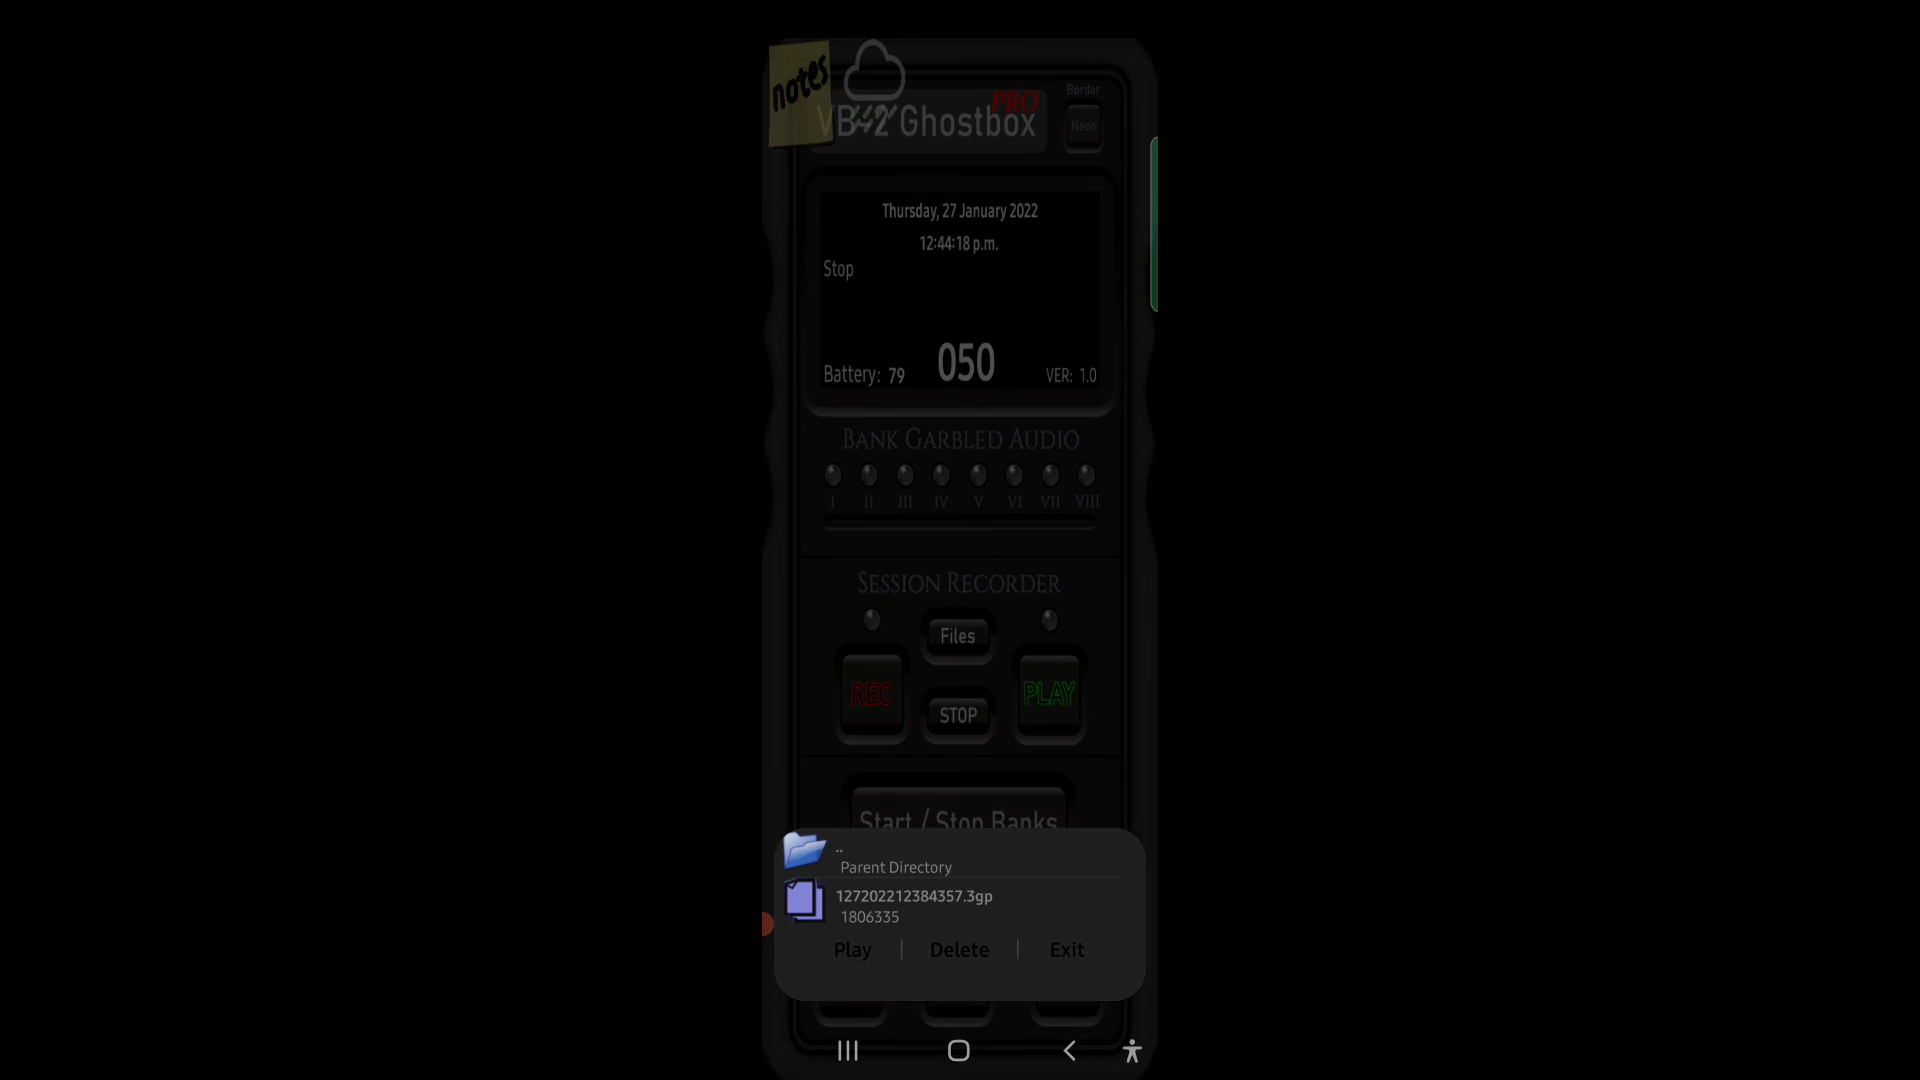 notes
VB-2 Ghostbox
PRO
Border
Neon
Thursday, 27 January 2022
12:44:18 p.m.
Stop
Battery: 79
050
VER: 1.0
BANK GARBLED AUDIO
I II III IV V VI VII VIII
SESSION RECORDER
Files
REC
PLAY
STOP
Start / Stop Banks
..
Parent Directory
127202212384357.3gp
1806335
Play | Delete | Exit